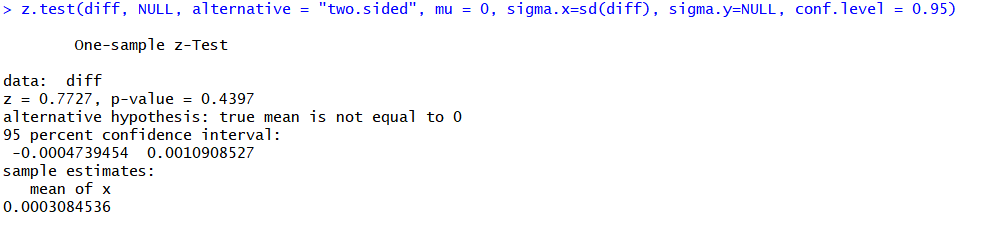 > z.test(diff, NULL, alternative = "two.sided", mu = 0, sigma.x=sd(diff), sigma.y=NULL, conf.level = 0.95)
One-sample z-Test
data:  diff
z = 0.7727, p-value = 0.4397
alternative hypothesis: true mean is not equal to 0
95 percent confidence interval:
-0.0004739454  0.0010908527
sample estimates:
mean of x
0.0003084536